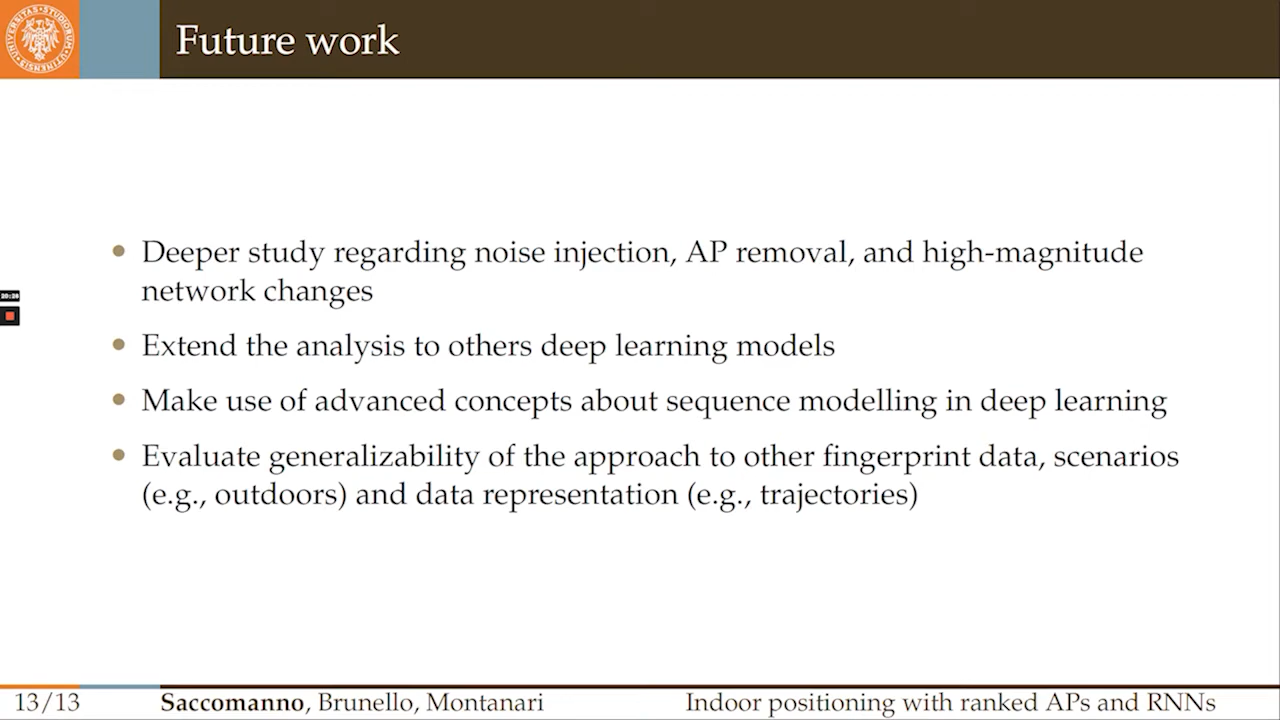 Future work
Deeper study regarding noise injection, AP removal, and high-magnitude
network changes
Extend the analysis to others deep learning models
Make use of advanced concepts about sequence modelling in deep learning
Evaluate generalizability of the approach to other fingerprint data, scenarios
(e.g., outdoors) and data representation (e.g., trajectories)
13/13
Saccomanno, Brunello, Montanari
Indoor positioning with ranked APs and RNNs